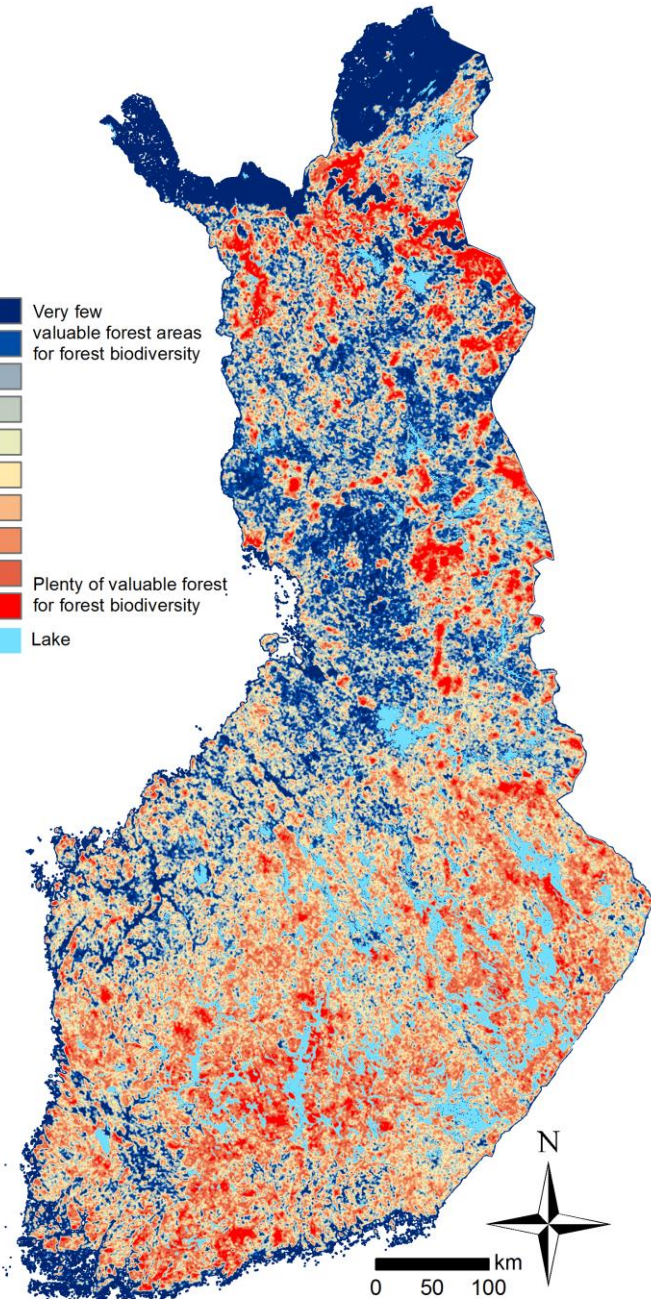 Very few
valuable forest areas
for forest biodiversity
Plenty of valuable forest
for forest biodiversity
Lake
N
km
0 50 100